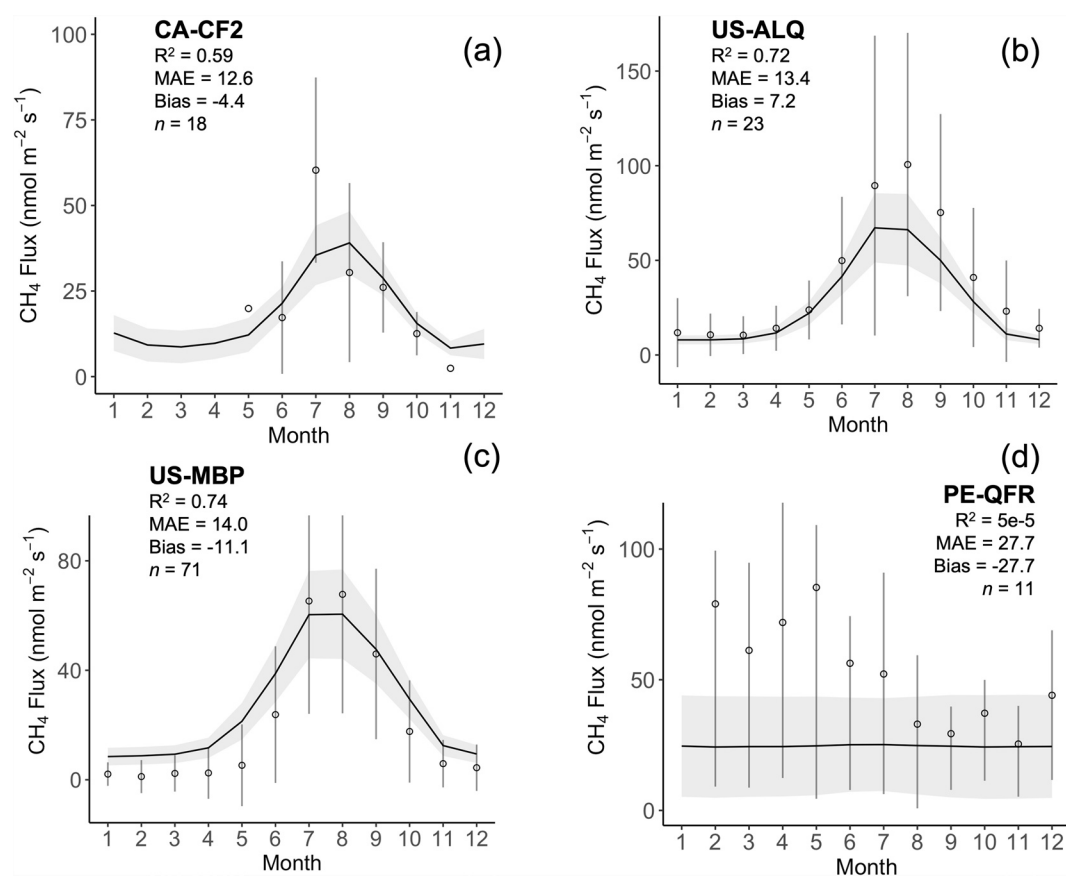 (a)
CA-CF2
R² = 0.59
MAE = 12.6
Bias = -4.4
n = 18
CH₄ Flux (nmol m⁻² s⁻¹)
100
75
50
25
0
1 2 3 4 5 6 7 8 9 10 11 12
Month
(b)
US-ALQ
R² = 0.72
MAE = 13.4
Bias = 7.2
n = 23
CH₄ Flux (nmol m⁻² s⁻¹)
150
100
50
0
1 2 3 4 5 6 7 8 9 10 11 12
Month
(c)
US-MBP
R² = 0.74
MAE = 14.0
Bias = -11.1
n = 71
CH₄ Flux (nmol m⁻² s⁻¹)
80
40
0
1 2 3 4 5 6 7 8 9 10 11 12
Month
(d)
PE-QFR
R² = 5e-5
MAE = 27.7
Bias = -27.7
n = 11
CH₄ Flux (nmol m⁻² s⁻¹)
100
50
0
1 2 3 4 5 6 7 8 9 10 11 12
Month